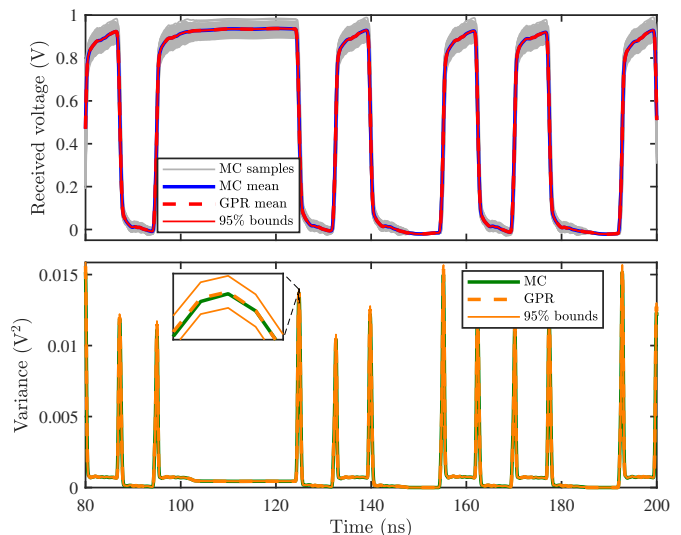 1
0.8
0.6
0.4
0.2
0
Received voltage (V)
MC samples
MC mean
GPR mean
95% bounds
0.015
0.01
0.005
0
Variance (V²)
MC
GPR
95% bounds
80 100 120 140 160 180 200
Time (ns)